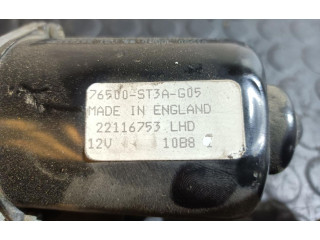 76500-ST3A-G05
MADE IN ENGLAND
22116753 LHD
12V 10B8